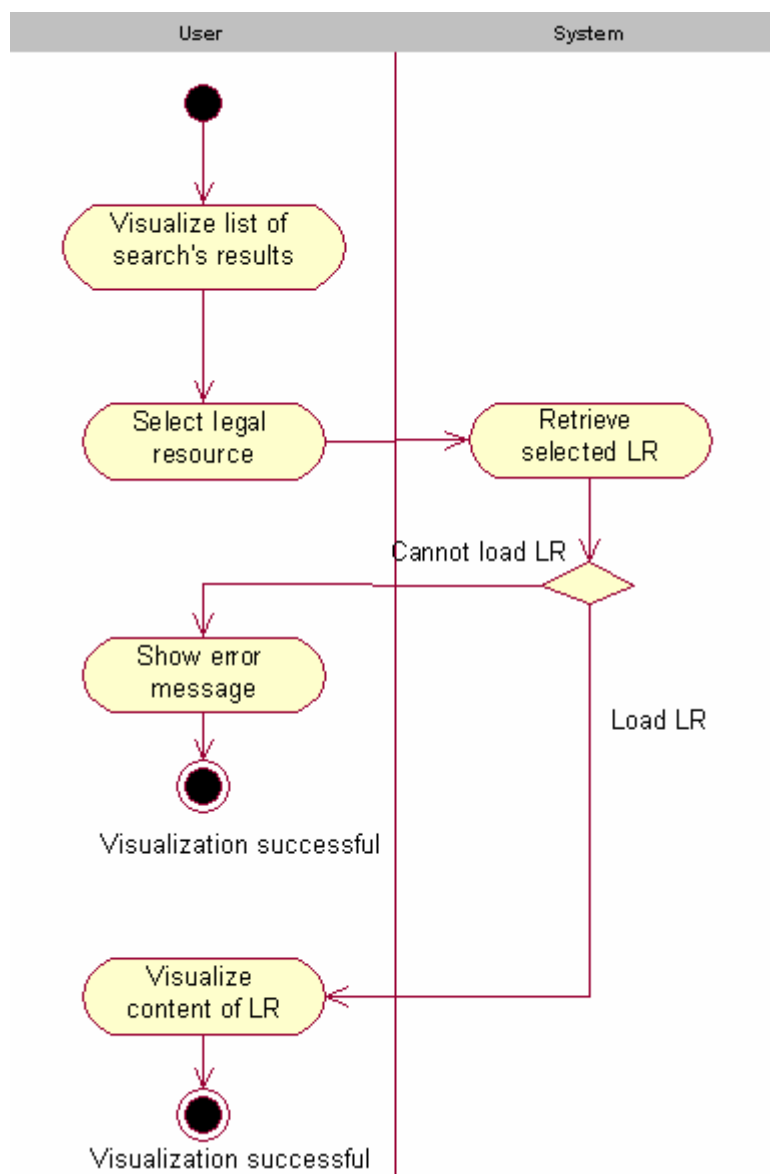 User
System
Visualize list of
search's results
Select legal
resource
Retrieve
selected LR
Cannot load LR
Show error
message
Load LR
Visualization successful
Visualize
content of LR
Visualization successful